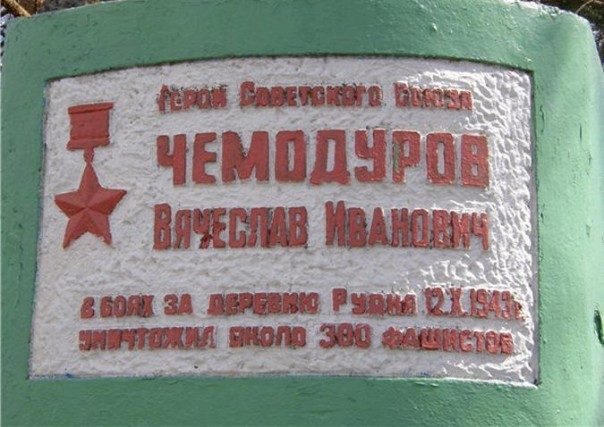 Герой Советского Союза
ЧЕМОДУРОВ
Вячеслав Иванович
в боях за деревню Рудня 12.X.1943г.
уничтожил около 300 фашистов